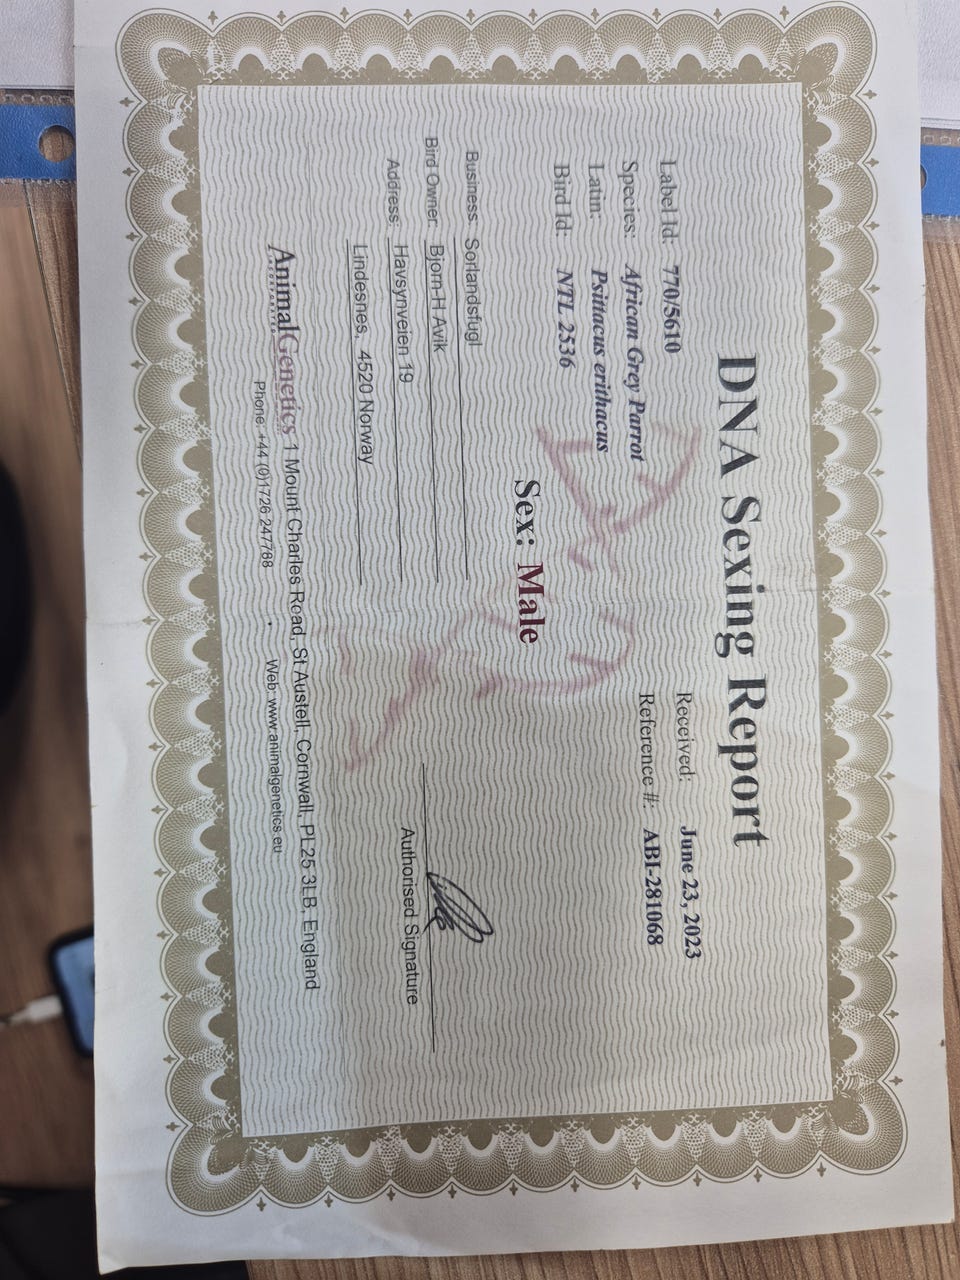 DNA Sexing Report
Label Id: 770/5610
Received: June 23, 2023
Species: African Grey Parrot
Reference #: ABI-281068
Latin: Psittacus erithacus
Bird Id: NTL 2536
Sex: Male
Business: Sorlandsfugl
Bird Owner: Bjorn-H Avik
Address: Havsynveien 19
Lindesnes, 4520 Norway
Authorised Signature
AnimalGenetics 1 Mount Charles Road, St Austell, Cornwall, PL25 3LB, England
INCORPORATED
Phone: +44 (0)1726 247788 • Web: www.animalgenetics.eu